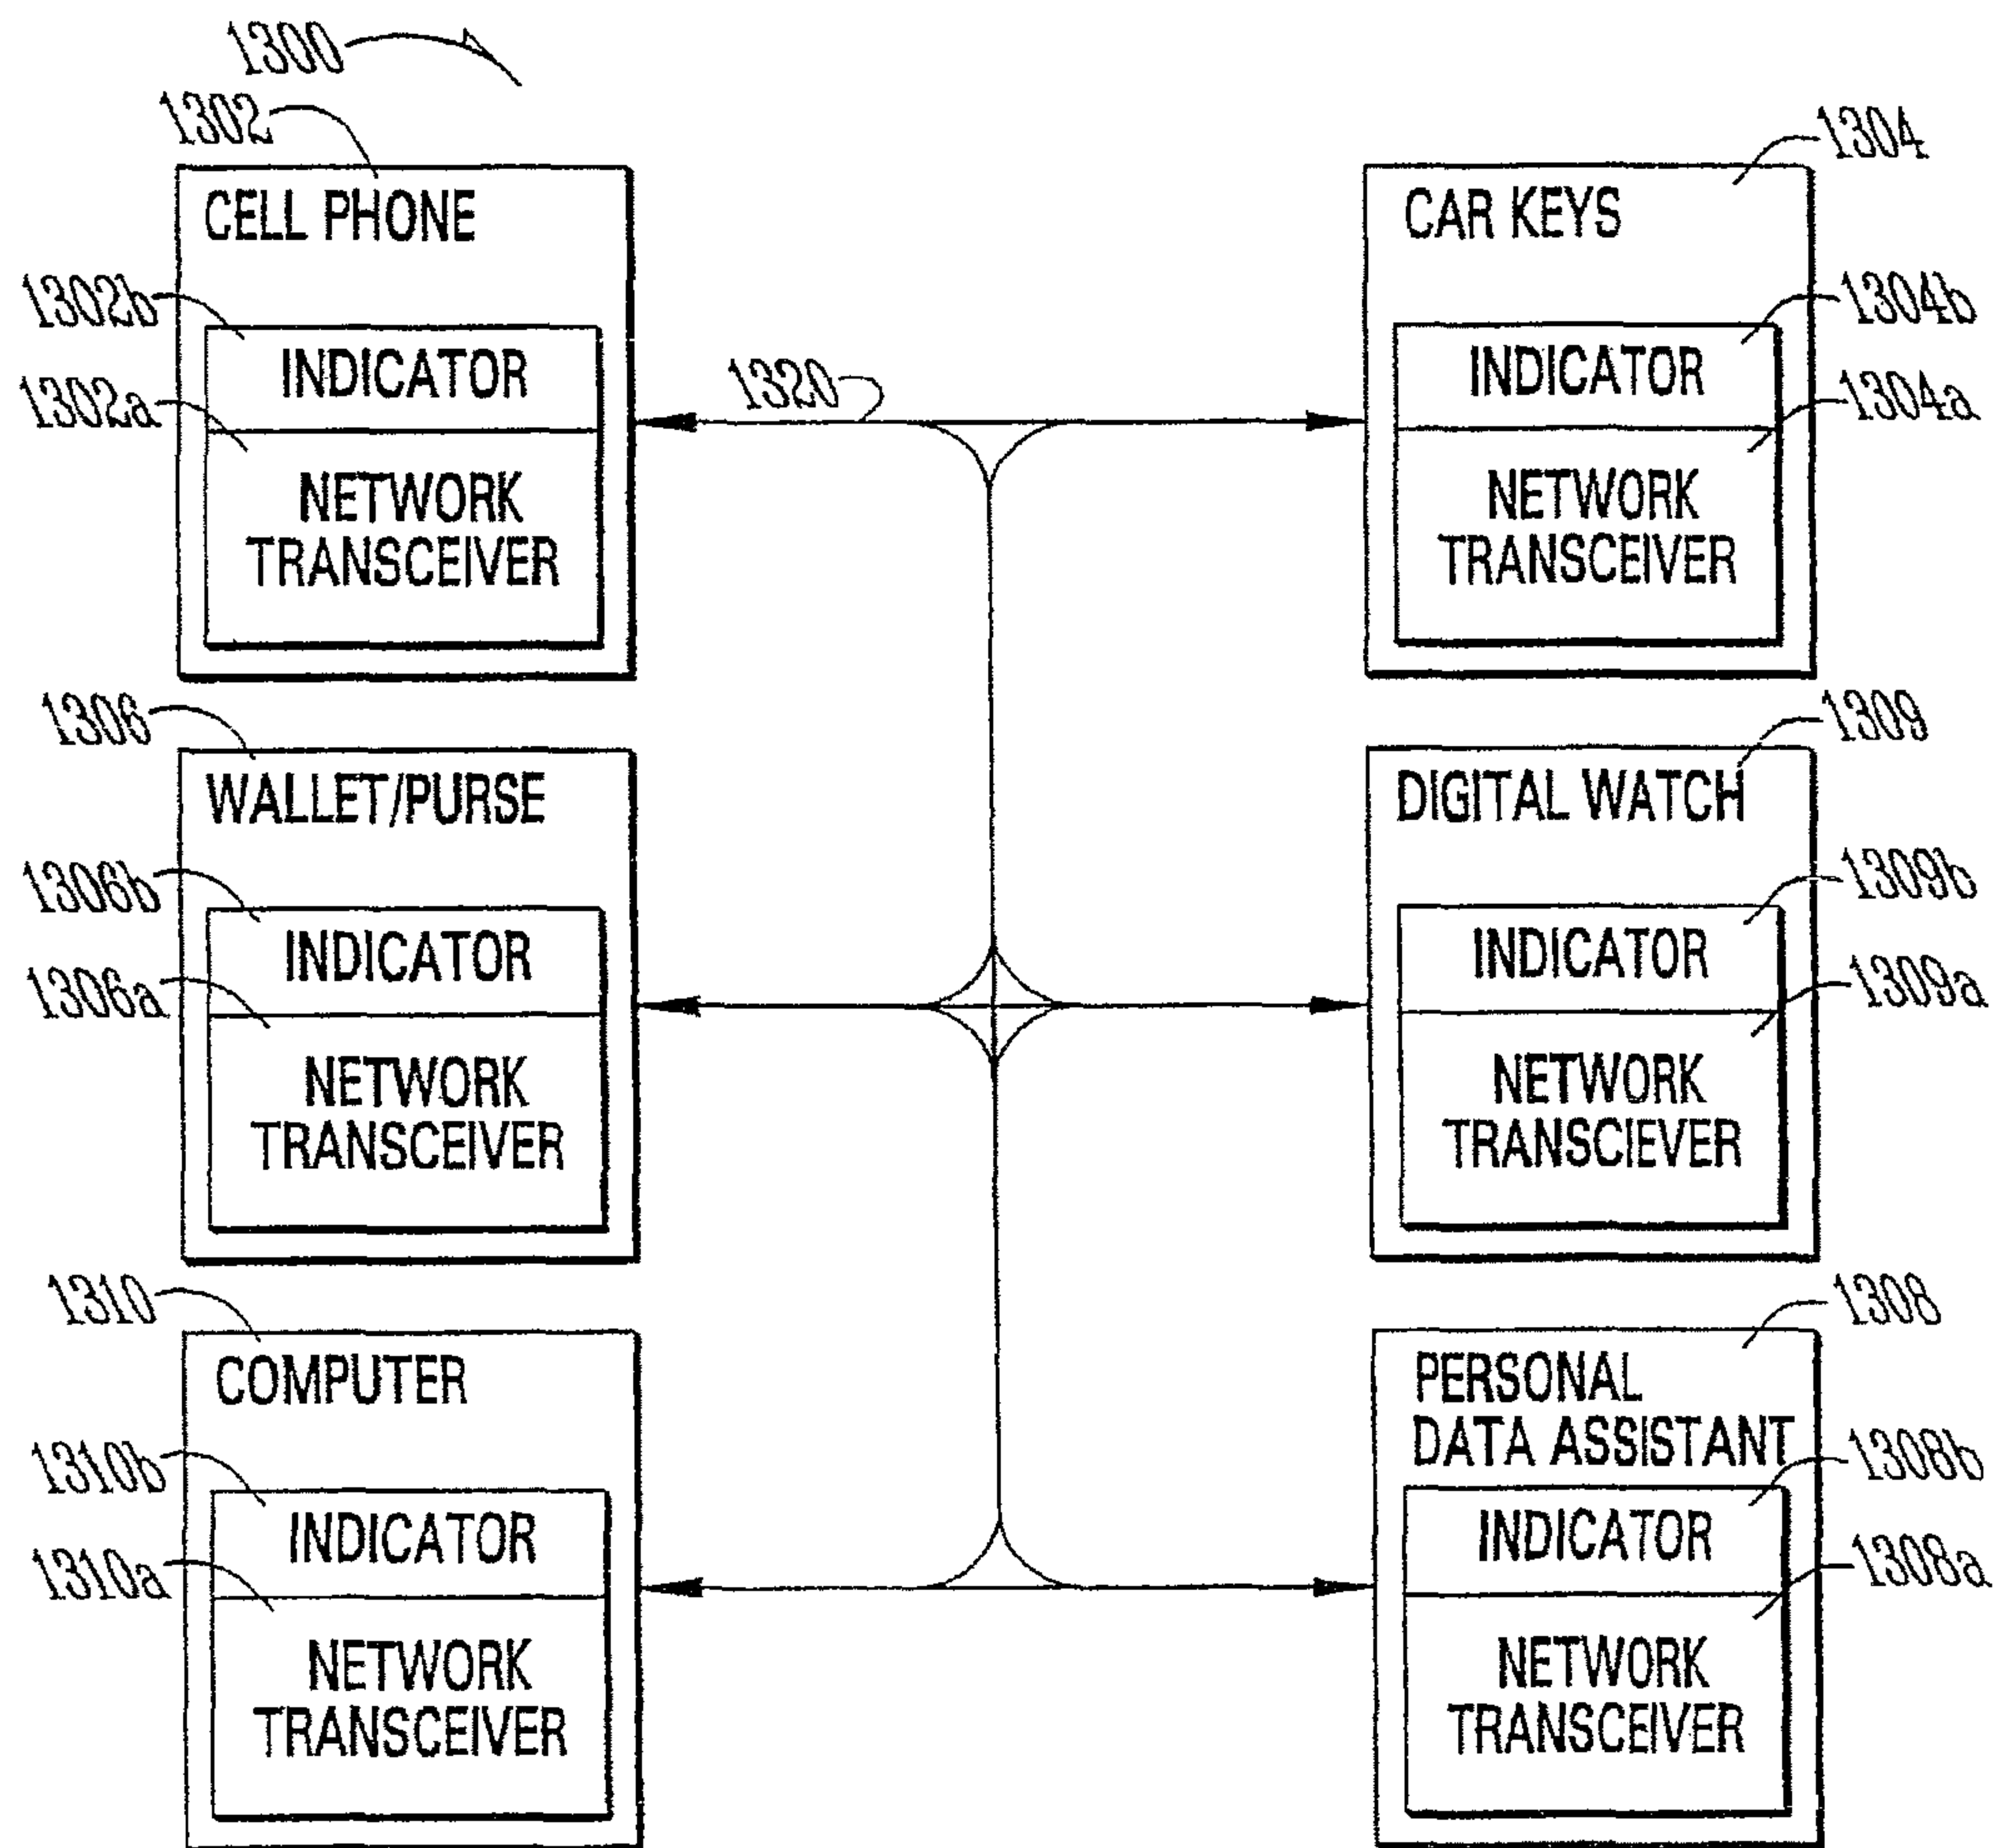 1300
1302
CELL PHONE
1302b
INDICATOR
1302a
NETWORK
TRANSCEIVER
1320
1304
CAR KEYS
1304b
INDICATOR
1304a
NETWORK
TRANSCEIVER
1306
WALLET/PURSE
1306b
INDICATOR
1306a
NETWORK
TRANSCEIVER
1309
DIGITAL WATCH
1309b
INDICATOR
1309a
NETWORK
TRANSCIEVER
1310
COMPUTER
1310b
INDICATOR
1310a
NETWORK
TRANSCEIVER
1308
PERSONAL
DATA ASSISTANT
1308b
INDICATOR
1308a
NETWORK
TRANSCEIVER